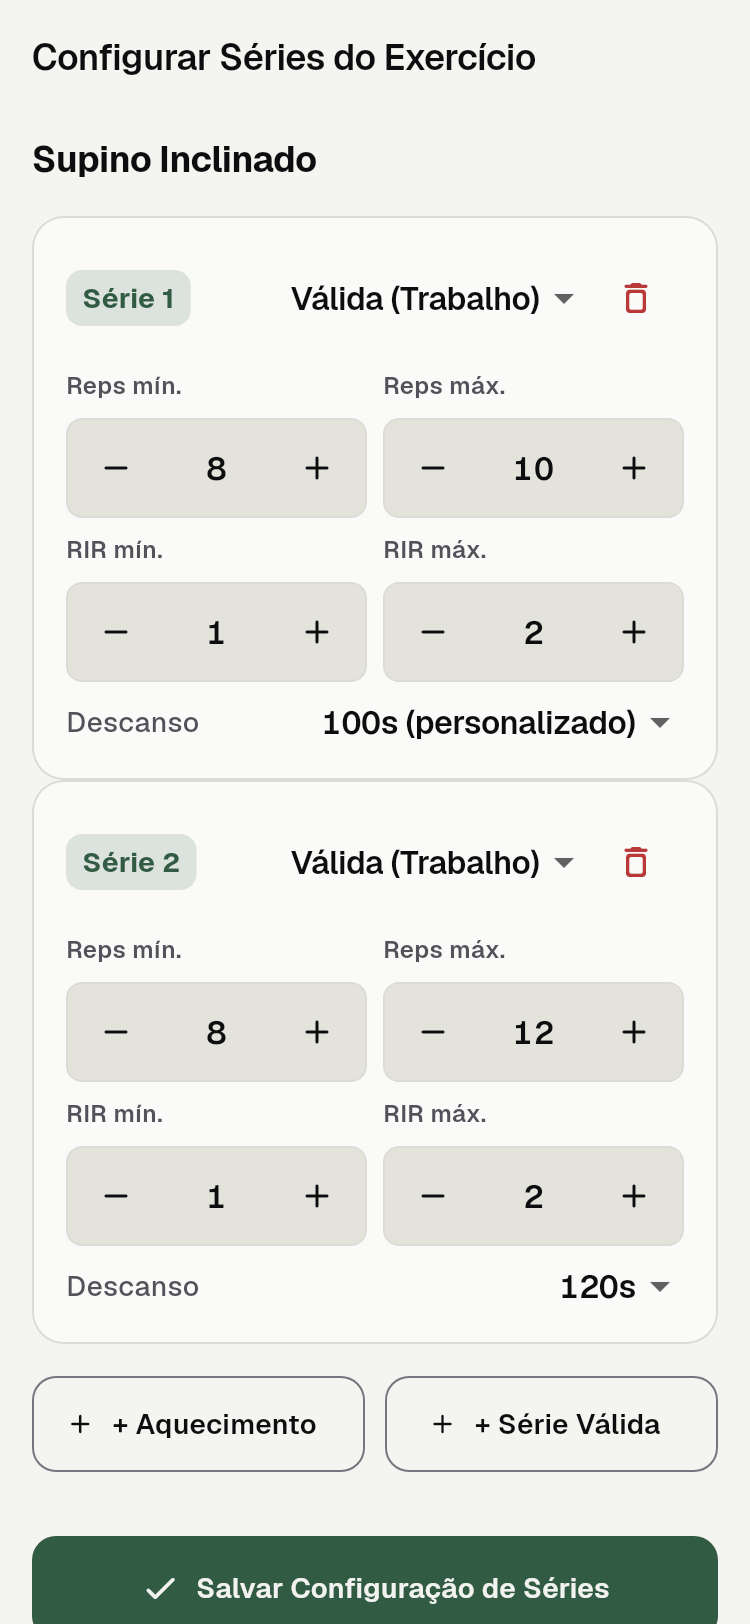 Configurar Séries do Exercício
Supino Inclinado
Série 1 Válida (Trabalho)
Reps mín. Reps máx.
− 8 + − 10 +
RIR mín. RIR máx.
− 1 + − 2 +
Descanso 100s (personalizado)
Série 2 Válida (Trabalho)
Reps mín. Reps máx.
− 8 + − 12 +
RIR mín. RIR máx.
− 1 + − 2 +
Descanso 120s
+ + Aquecimento + + Série Válida
Salvar Configuração de Séries